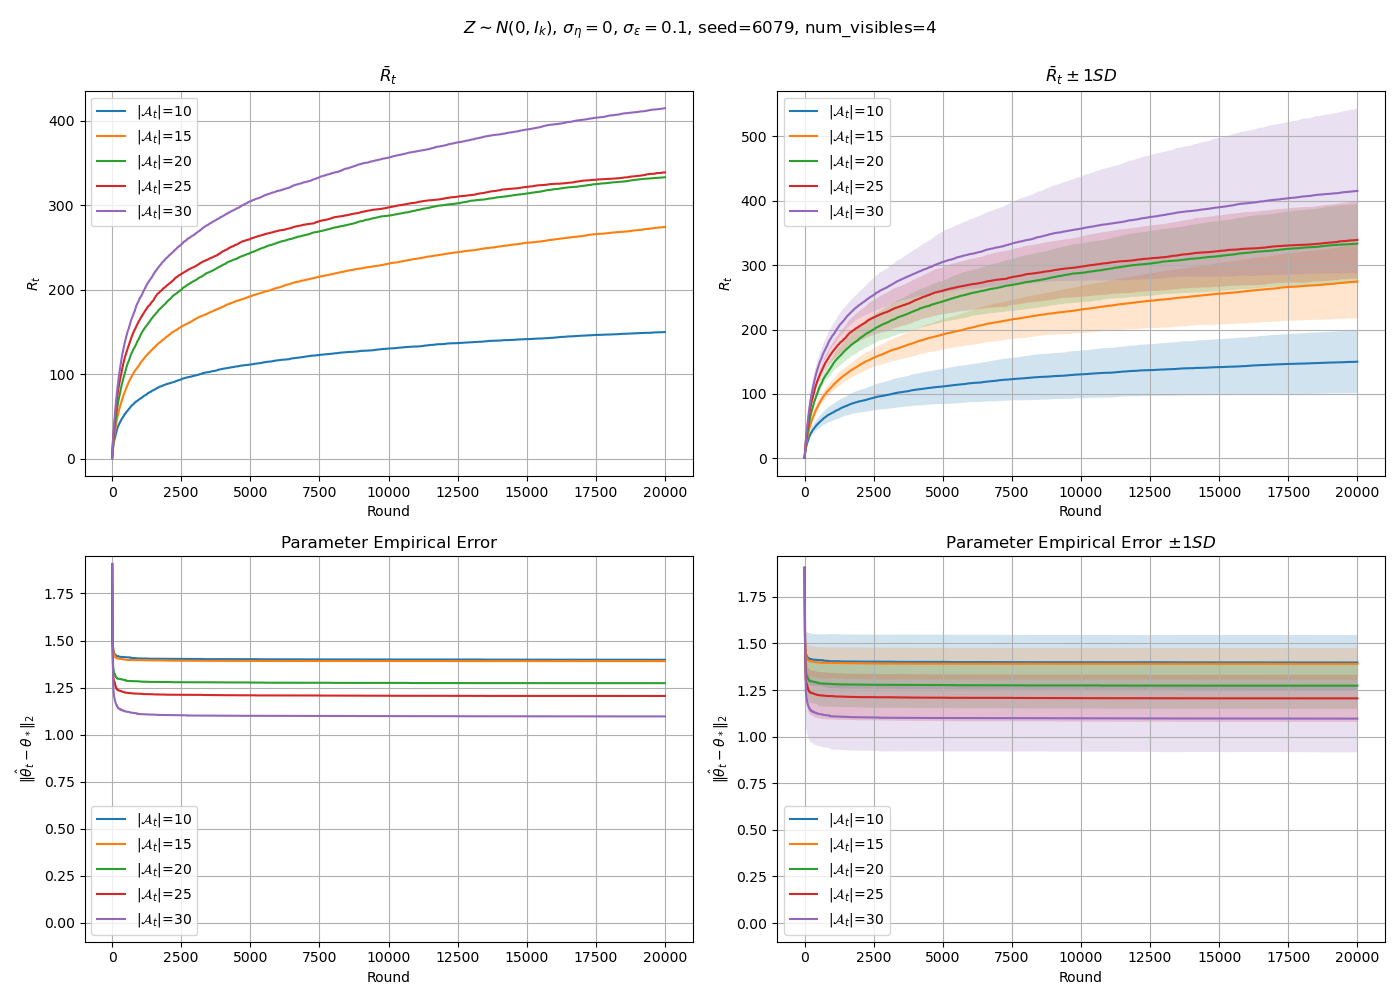 Z ∼ N(0, I_k), σ_η = 0, σ_ε = 0.1, seed=6079, num_visibles=4
R̄_t
|𝒜_t|=10
|𝒜_t|=15
|𝒜_t|=20
|𝒜_t|=25
|𝒜_t|=30
R_t
400
300
200
100
0
0 2500 5000 7500 10000 12500 15000 17500 20000
Round
R̄_t ± 1SD
|𝒜_t|=10
|𝒜_t|=15
|𝒜_t|=20
|𝒜_t|=25
|𝒜_t|=30
R_t
500
400
300
200
100
0
0 2500 5000 7500 10000 12500 15000 17500 20000
Round
Parameter Empirical Error
‖θ̂_t − θ_*‖_2
1.75
1.50
1.25
1.00
0.75
0.50
0.25
0.00
|𝒜_t|=10
|𝒜_t|=15
|𝒜_t|=20
|𝒜_t|=25
|𝒜_t|=30
0 2500 5000 7500 10000 12500 15000 17500 20000
Round
Parameter Empirical Error ±1SD
‖θ̂_t − θ_*‖_2
1.75
1.50
1.25
1.00
0.75
0.50
0.25
0.00
|𝒜_t|=10
|𝒜_t|=15
|𝒜_t|=20
|𝒜_t|=25
|𝒜_t|=30
0 2500 5000 7500 10000 12500 15000 17500 20000
Round